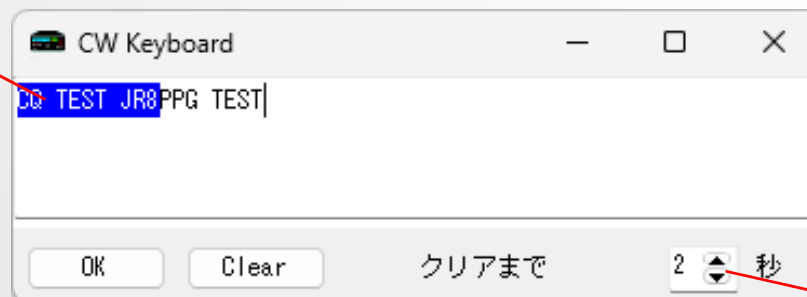 CW Keyboard
CQ TEST JR8PPG TEST
OK Clear クリアまで 2 秒